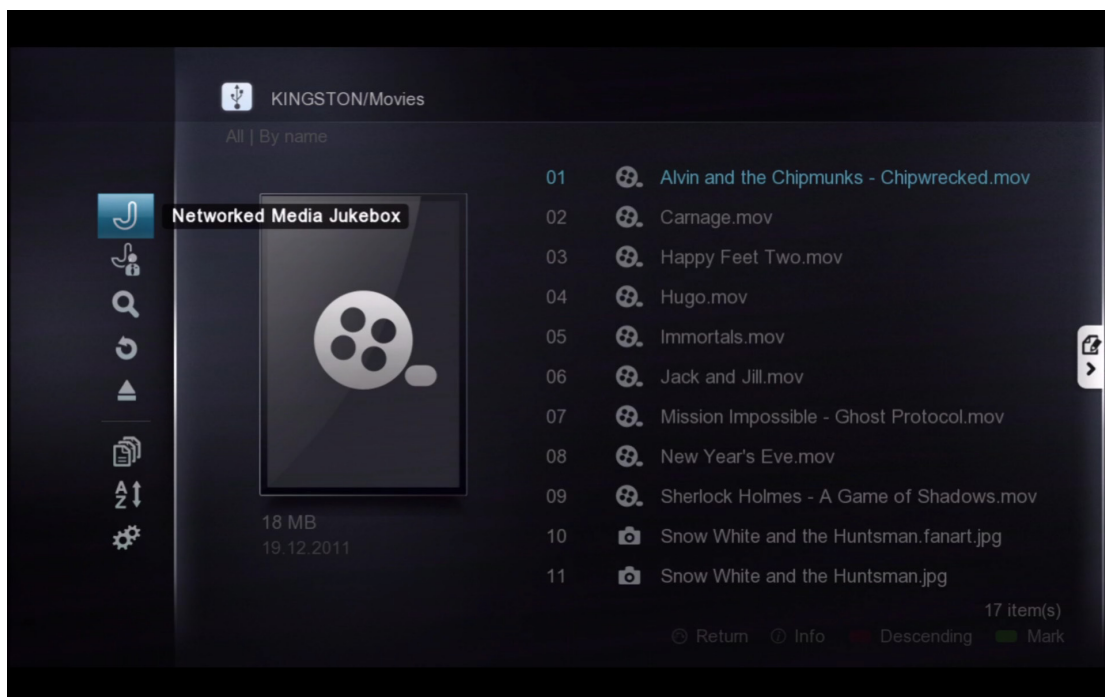 KINGSTON/Movies
All | By name
Networked Media Jukebox
01 Alvin and the Chipmunks - Chipwrecked.mov
02 Carnage.mov
03 Happy Feet Two.mov
04 Hugo.mov
05 Immortals.mov
06 Jack and Jill.mov
07 Mission Impossible - Ghost Protocol.mov
08 New Year's Eve.mov
09 Sherlock Holmes - A Game of Shadows.mov
10 Snow White and the Huntsman.fanart.jpg
11 Snow White and the Huntsman.jpg
A
Z
18 MB
19.12.2011
17 item(s)
Return Info Descending Mark